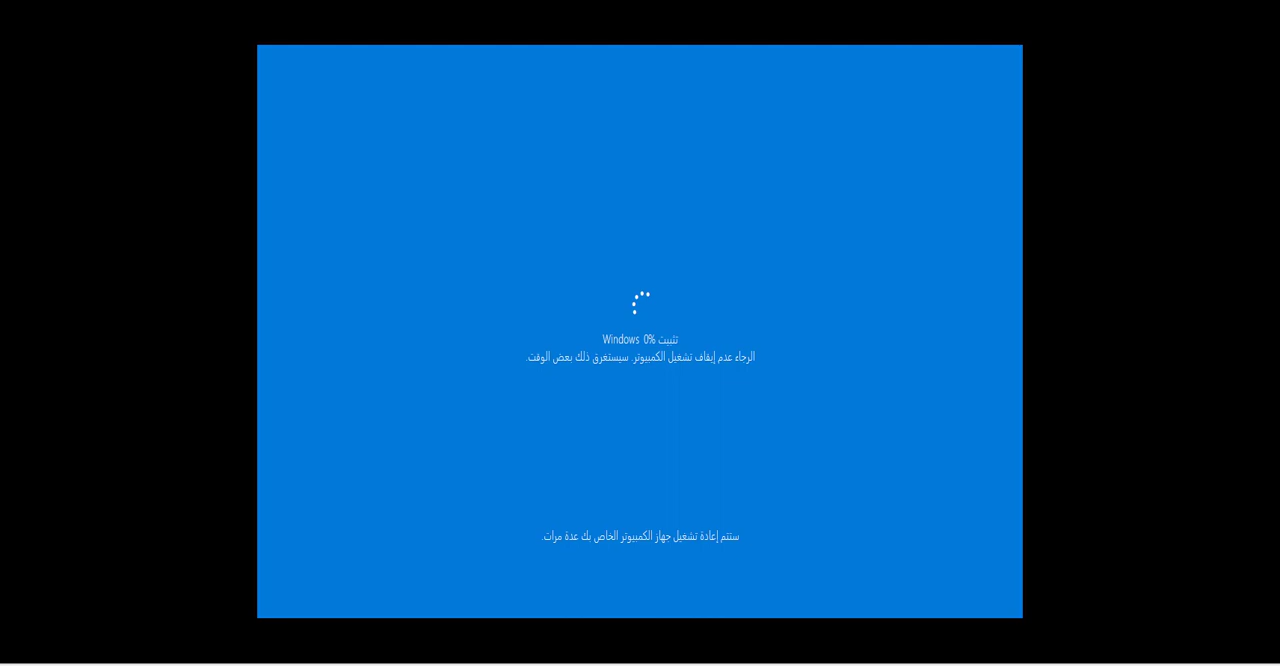 تثبيت Windows 0%
الرجاء عدم إيقاف تشغيل الكمبيوتر. سيستغرق ذلك بعض الوقت.
ستتم إعادة تشغيل جهاز الكمبيوتر الخاص بك عدة مرات.